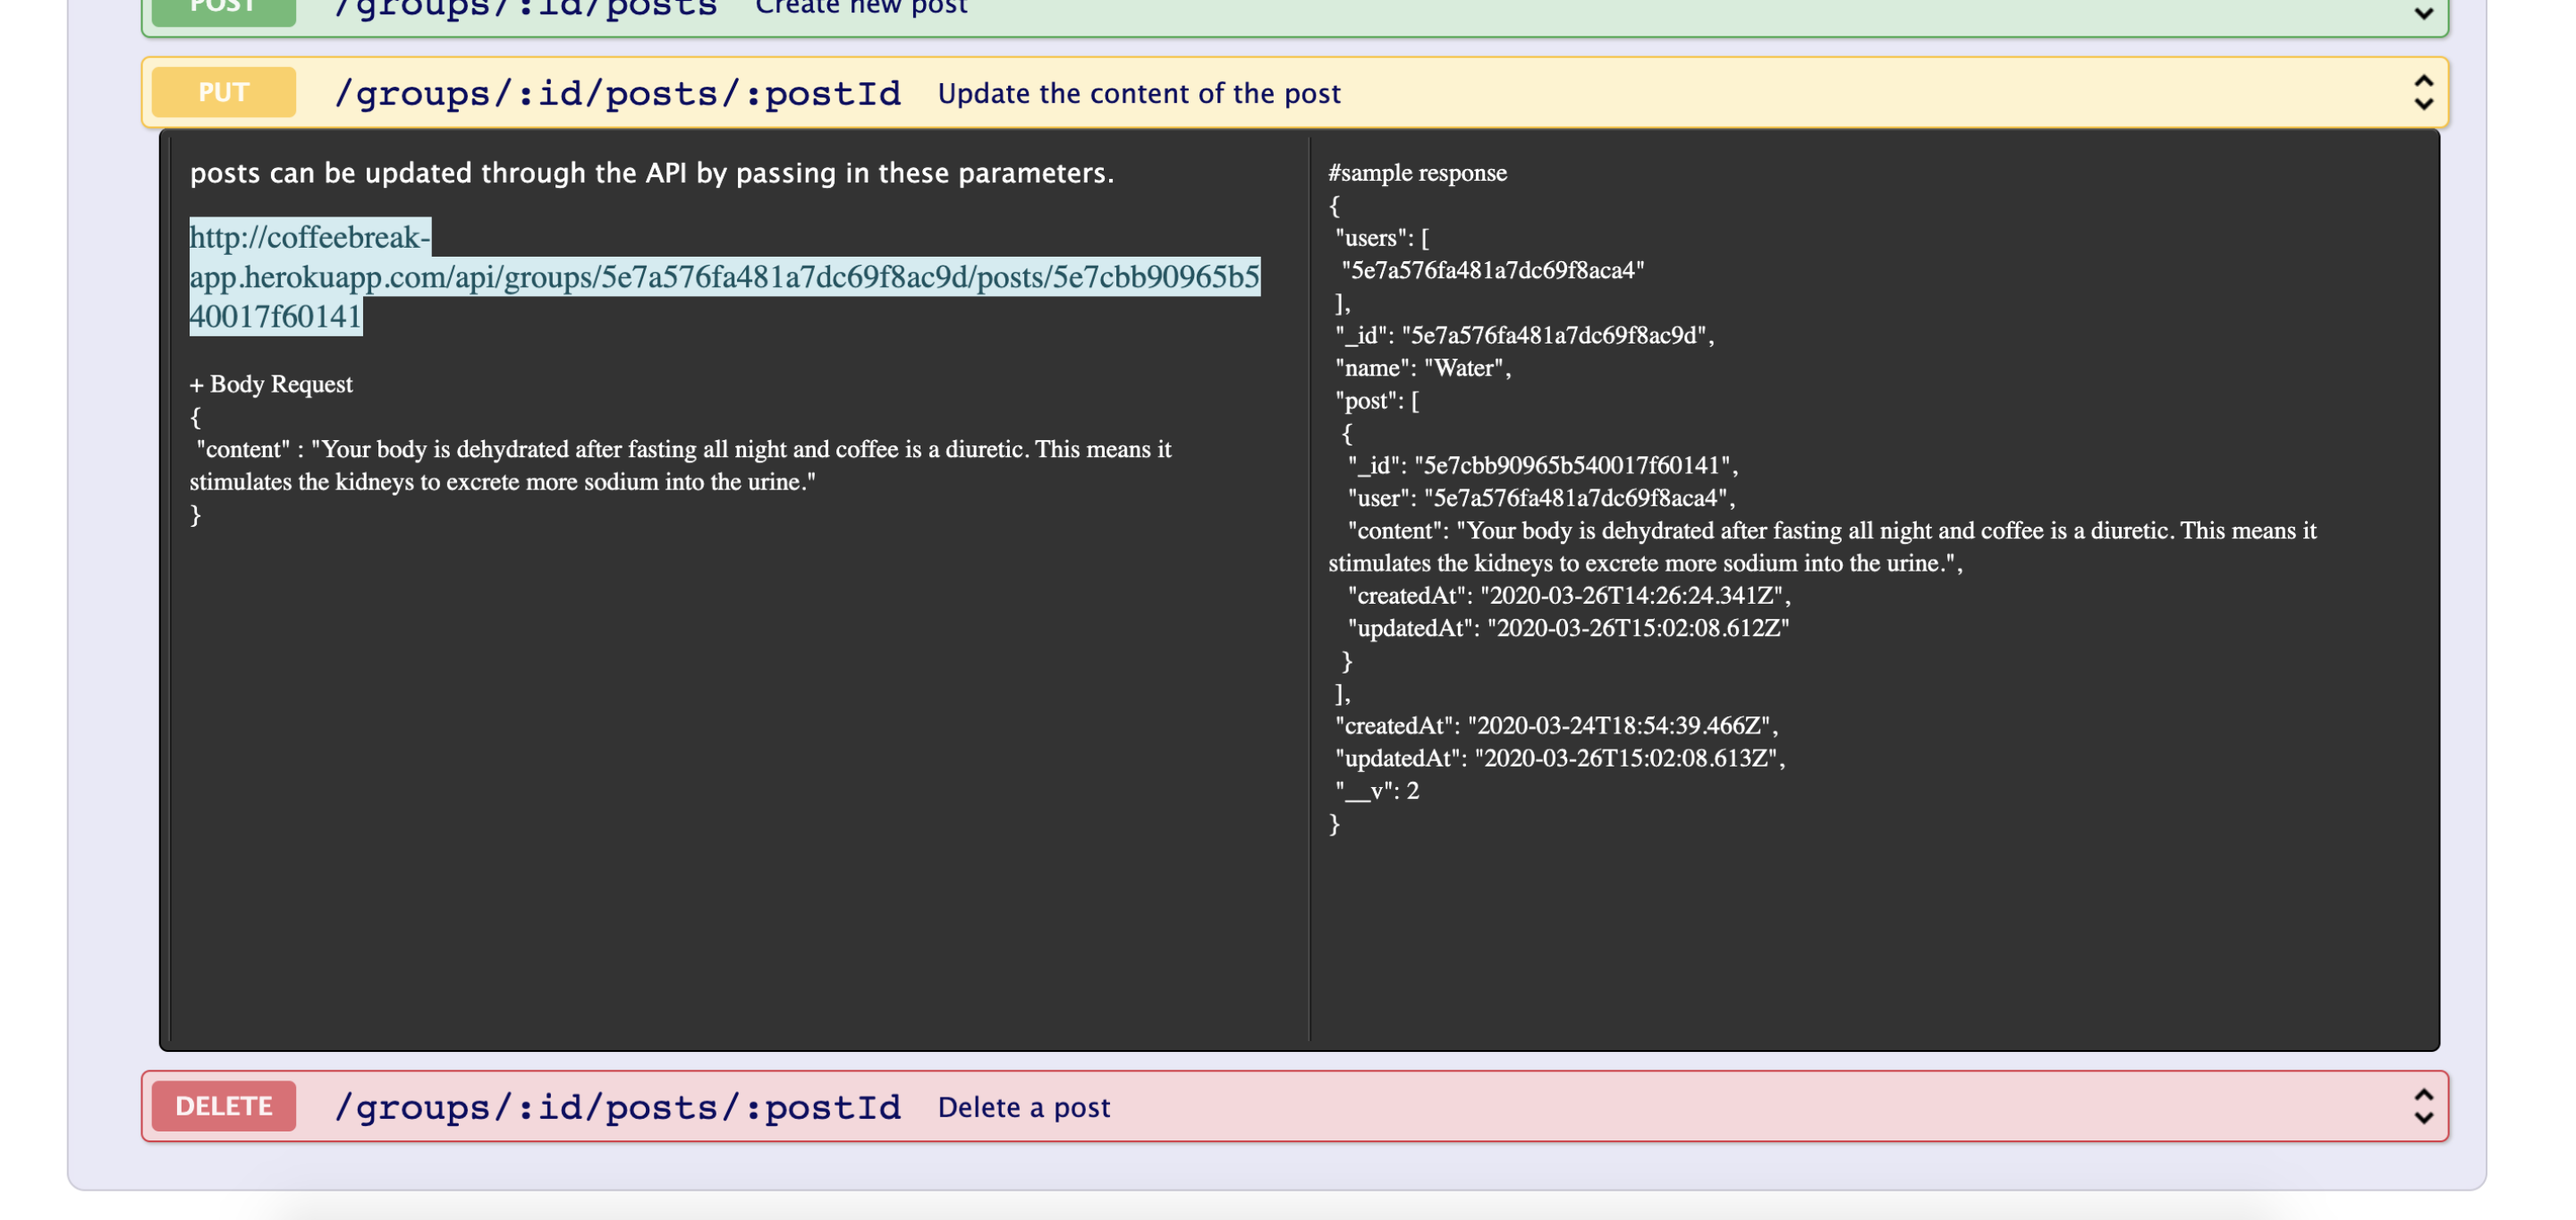 POST /groups/:id/posts Create new post
PUT /groups/:id/posts/:postId Update the content of the post
posts can be updated through the API by passing in these parameters.
http://coffeebreak-
app.herokuapp.com/api/groups/5e7a576fa481a7dc69f8ac9d/posts/5e7cbb90965b5
40017f60141
+ Body Request
{
"content" : "Your body is dehydrated after fasting all night and coffee is a diuretic. This means it
stimulates the kidneys to excrete more sodium into the urine."
}
#sample response
{
"users": [
"5e7a576fa481a7dc69f8aca4"
],
"_id": "5e7a576fa481a7dc69f8ac9d",
"name": "Water",
"post": [
{
"_id": "5e7cbb90965b540017f60141",
"user": "5e7a576fa481a7dc69f8aca4",
"content": "Your body is dehydrated after fasting all night and coffee is a diuretic. This means it
stimulates the kidneys to excrete more sodium into the urine.",
"createdAt": "2020-03-26T14:26:24.341Z",
"updatedAt": "2020-03-26T15:02:08.612Z"
}
],
"createdAt": "2020-03-24T18:54:39.466Z",
"updatedAt": "2020-03-26T15:02:08.613Z",
"__v": 2
}
DELETE /groups/:id/posts/:postId Delete a post